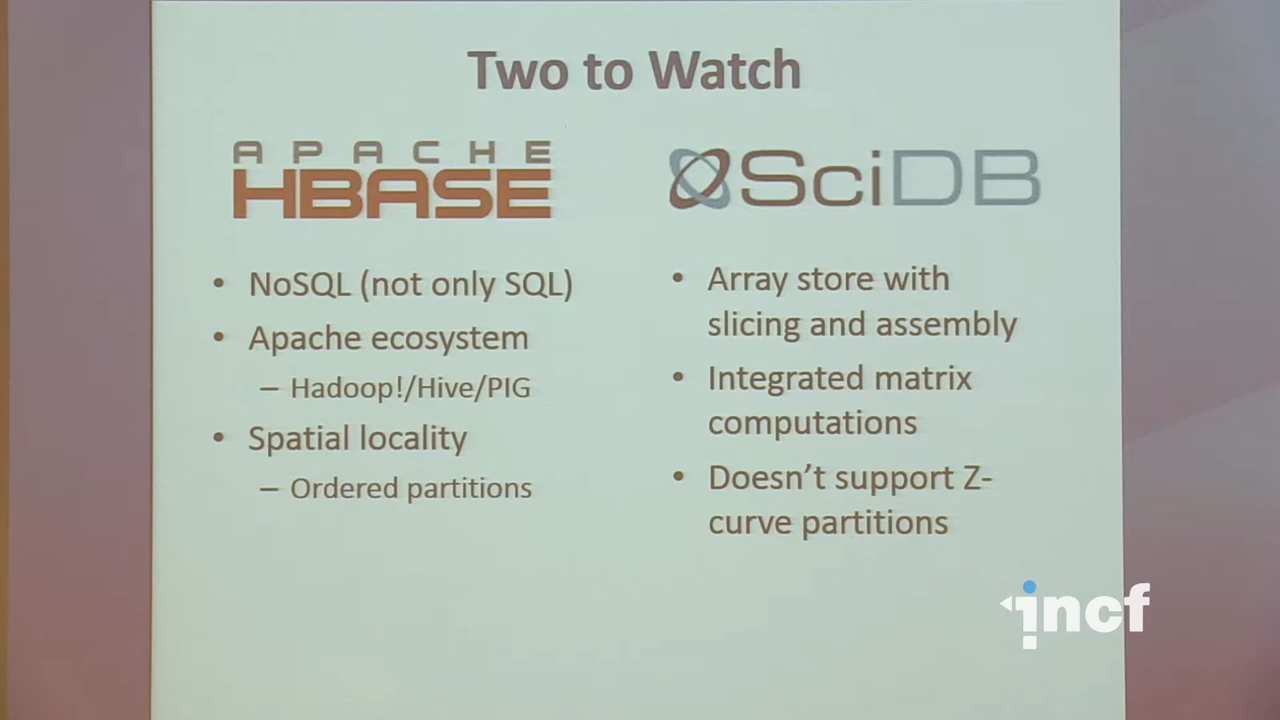 Two to Watch
APACHE
HBASE
• NoSQL (not only SQL)
• Apache ecosystem
– Hadoop!/Hive/PIG
• Spatial locality
– Ordered partitions
SciDB
• Array store with
slicing and assembly
• Integrated matrix
computations
• Doesn’t support Z-
curve partitions
incf